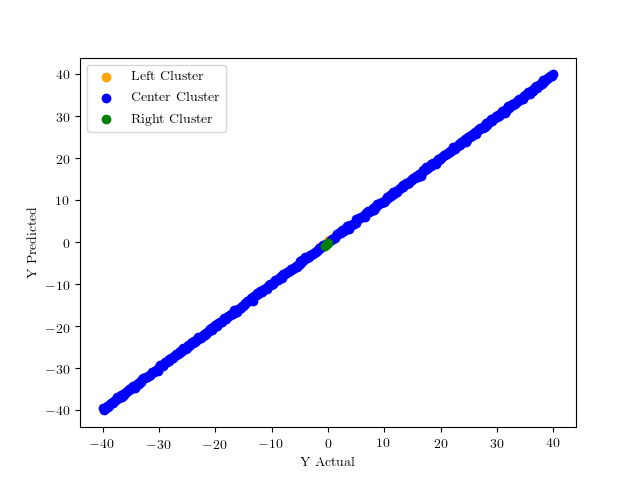 Left Cluster
Center Cluster
Right Cluster
40
30
20
10
0
−10
−20
−30
−40
Y Predicted
−40 −30 −20 −10 0 10 20 30 40
Y Actual